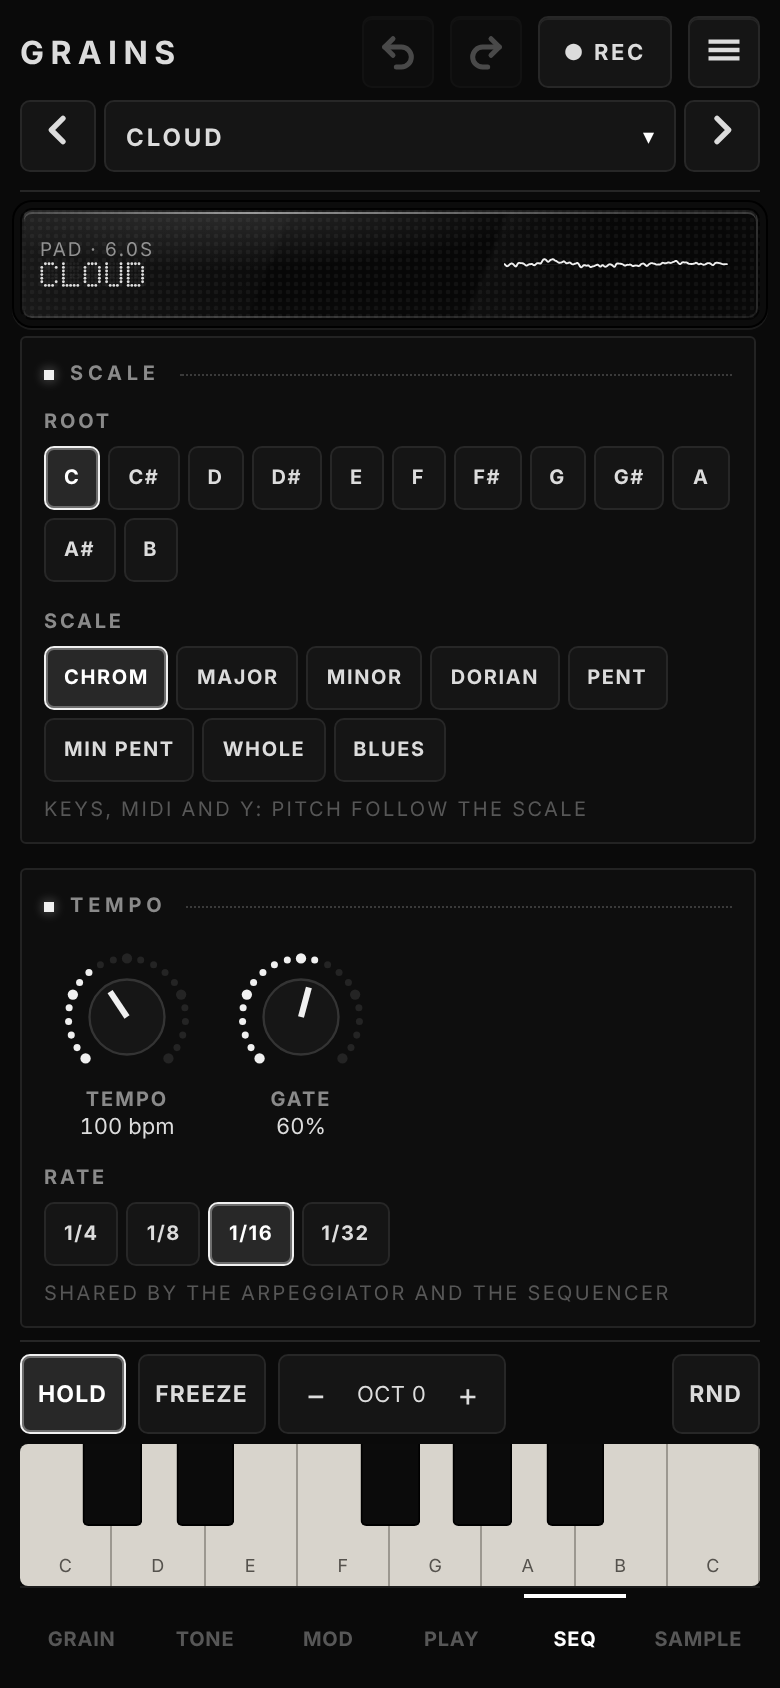 GRAINS
REC
CLOUD
PAD · 6.0S
CLOUD
SCALE
ROOT
C C# D D# E F F# G G# A
A# B
SCALE
CHROM MAJOR MINOR DORIAN PENT
MIN PENT WHOLE BLUES
KEYS, MIDI AND Y: PITCH FOLLOW THE SCALE
TEMPO
TEMPO GATE
100 bpm 60%
RATE
1/4 1/8 1/16 1/32
SHARED BY THE ARPEGGIATOR AND THE SEQUENCER
HOLD FREEZE − OCT 0 + RND
C D E F G A B C
GRAIN TONE MOD PLAY SEQ SAMPLE